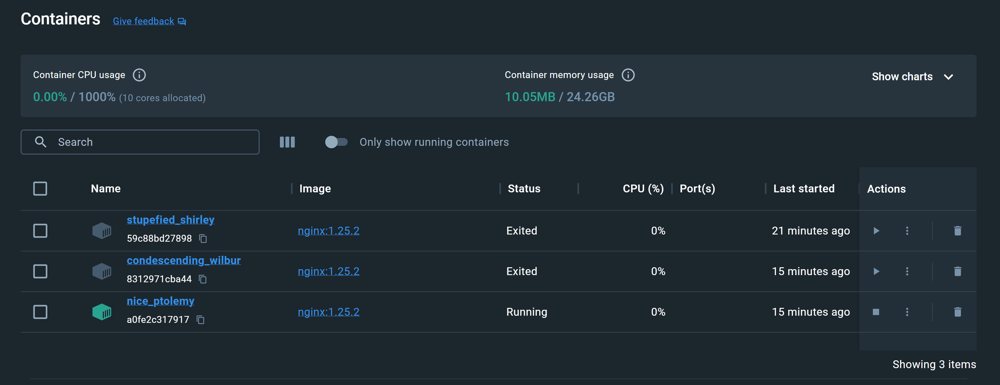 Containers Give feedback
Container CPU usage
0.00% / 1000% (10 cores allocated)
Container memory usage
10.05MB / 24.26GB
Show charts
Search
Only show running containers
Name Image Status CPU (%) Port(s) Last started Actions
stupefied_shirley
59c88bd27898
nginx:1.25.2 Exited 0% 21 minutes ago
condescending_wilbur
8312971cba44
nginx:1.25.2 Exited 0% 15 minutes ago
nice_ptolemy
a0fe2c317917
nginx:1.25.2 Running 0% 15 minutes ago
Showing 3 items